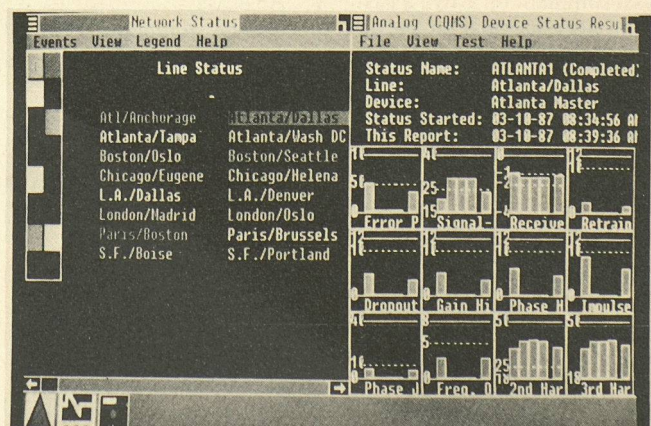 Network Status
Events View Legend Help
Line Status
Atl/Anchorage Atlanta/Dallas
Atlanta/Tampa Atlanta/Wash DC
Boston/Oslo Boston/Seattle
Chicago/Eugene Chicago/Helena
L.A./Dallas L.A./Denver
London/Madrid London/Oslo
Paris/Boston Paris/Brussels
S.F./Boise S.F./Portland
Analog (CQMS) Device Status Resu
File View Test Help
Status Name: ATLANTA1 (Completed)
Line: Atlanta/Dallas
Device: Atlanta Master
Status Started: 03-10-87 08:34:56 A
This Report: 03-10-87 08:39:36 A
Error P Signal- Receive Retrain
Dropout Gain Hi Phase H Impulse
Phase J Freq. O 2nd Har 3rd Har